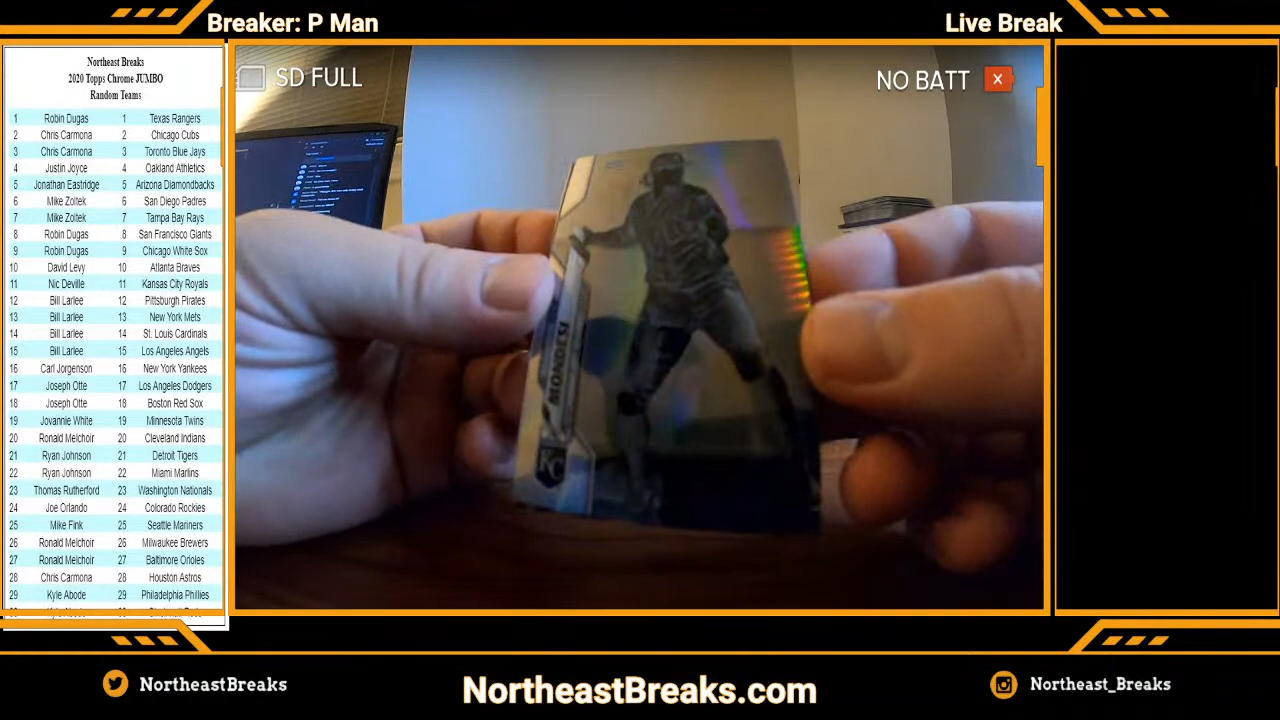 Breaker: P Man
Live Break
Northeast Breaks
2020 Topps Chrome JUMBO
Random Teams
1 Robin Dugas 1 Texas Rangers
2 Chris Carmona 2 Chicago Cubs
3 Chris Carmona 3 Toronto Blue Jays
4 Justin Joyce 4 Oakland Athletics
5 Jonathan Eastridge 5 Arizona Diamondbacks
6 Mike Zoitek 6 San Diego Padres
7 Mike Zoitek 7 Tampa Bay Rays
8 Robin Dugas 8 San Francisco Giants
9 Robin Dugas 9 Chicago White Sox
10 David Levy 10 Atlanta Braves
11 Nic Deville 11 Kansas City Royals
12 Bill Larlee 12 Pittsburgh Pirates
13 Bill Larlee 13 New York Mets
14 Bill Larlee 14 St. Louis Cardinals
15 Bill Larlee 15 Los Angeles Angels
16 Carl Jorgenson 16 New York Yankees
17 Joseph Otte 17 Los Angeles Dodgers
18 Joseph Otte 18 Boston Red Sox
19 Jovannie White 19 Minnesota Twins
20 Ronald Melchoir 20 Cleveland Indians
21 Ryan Johnson 21 Detroit Tigers
22 Ryan Johnson 22 Miami Marlins
23 Thomas Rutherford 23 Washington Nationals
24 Joe Orlando 24 Colorado Rockies
25 Mike Fink 25 Seattle Mariners
26 Ronald Melchoir 26 Milwaukee Brewers
27 Ronald Melchoir 27 Baltimore Orioles
28 Chris Carmona 28 Houston Astros
29 Kyle Abode 29 Philadelphia Phillies
SD FULL
NO BATT
MONDESI
KC
NortheastBreaks
NortheastBreaks.com
Northeast_Breaks